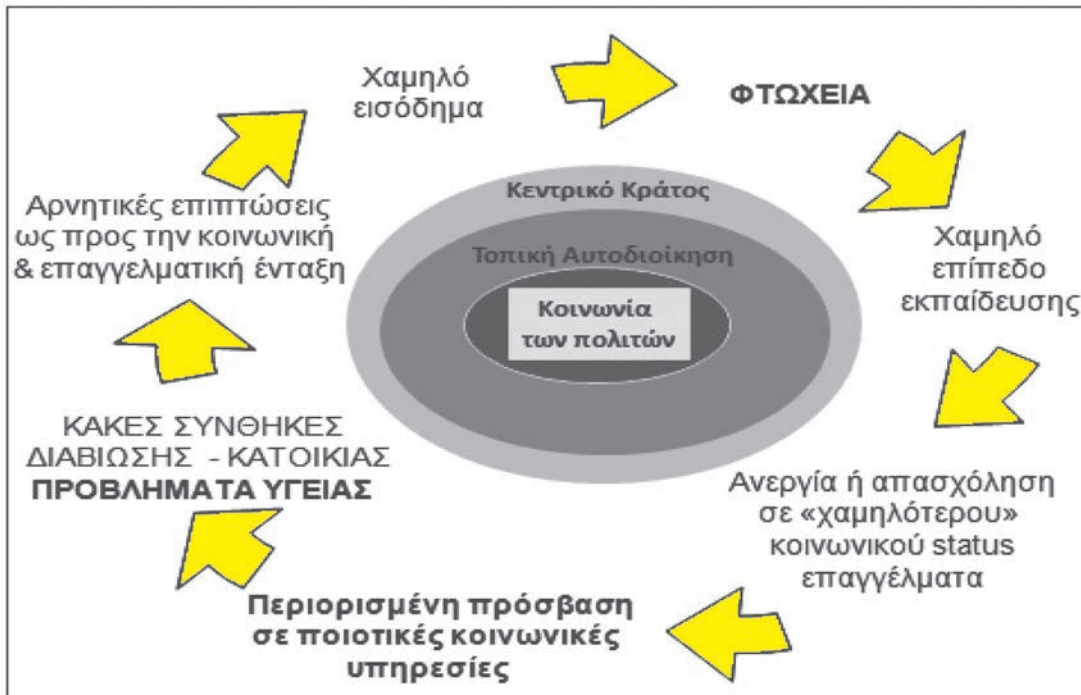 Χαμηλό
εισόδημα
ΦΤΩΧΕΙΑ
Χαμηλό
επίπεδο
εκπαίδευσης
Ανεργία ή απασχόληση
σε «χαμηλότερου»
κοινωνικού status
επαγγέλματα
Περιορισμένη πρόσβαση
σε ποιοτικές κοινωνικές
υπηρεσίες
ΚΑΚΕΣ ΣΥΝΘΗΚΕΣ
ΔΙΑΒΙΩΣΗΣ - ΚΑΤΟΙΚΙΑΣ
ΠΡΟΒΛΗΜΑΤΑ ΥΓΕΙΑΣ
Αρνητικές επιπτώσεις
ως προς την κοινωνική
& επαγγελματική ένταξη
Κεντρικό Κράτος
Τοπική Αυτοδιοίκηση
Κοινωνία
των πολιτών